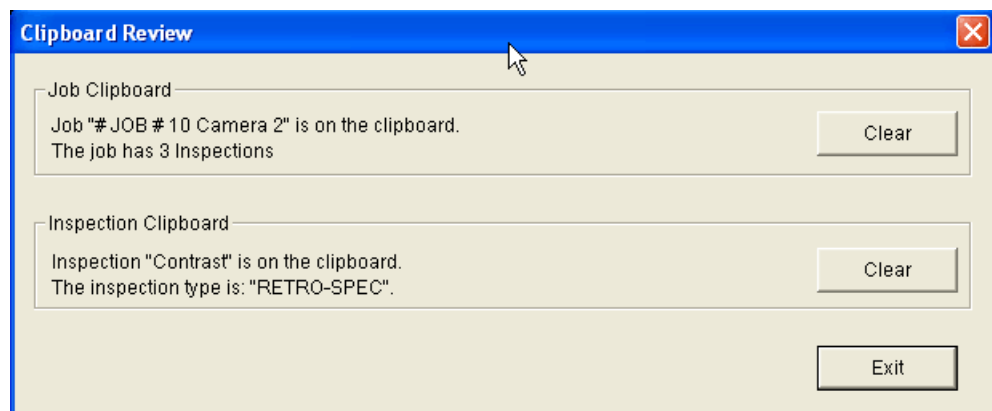 Clipboard Review
Job Clipboard
Job "# JOB # 10 Camera 2" is on the clipboard.
The job has 3 Inspections
Clear
Inspection Clipboard
Inspection "Contrast" is on the clipboard.
The inspection type is: "RETRO-SPEC".
Clear
Exit